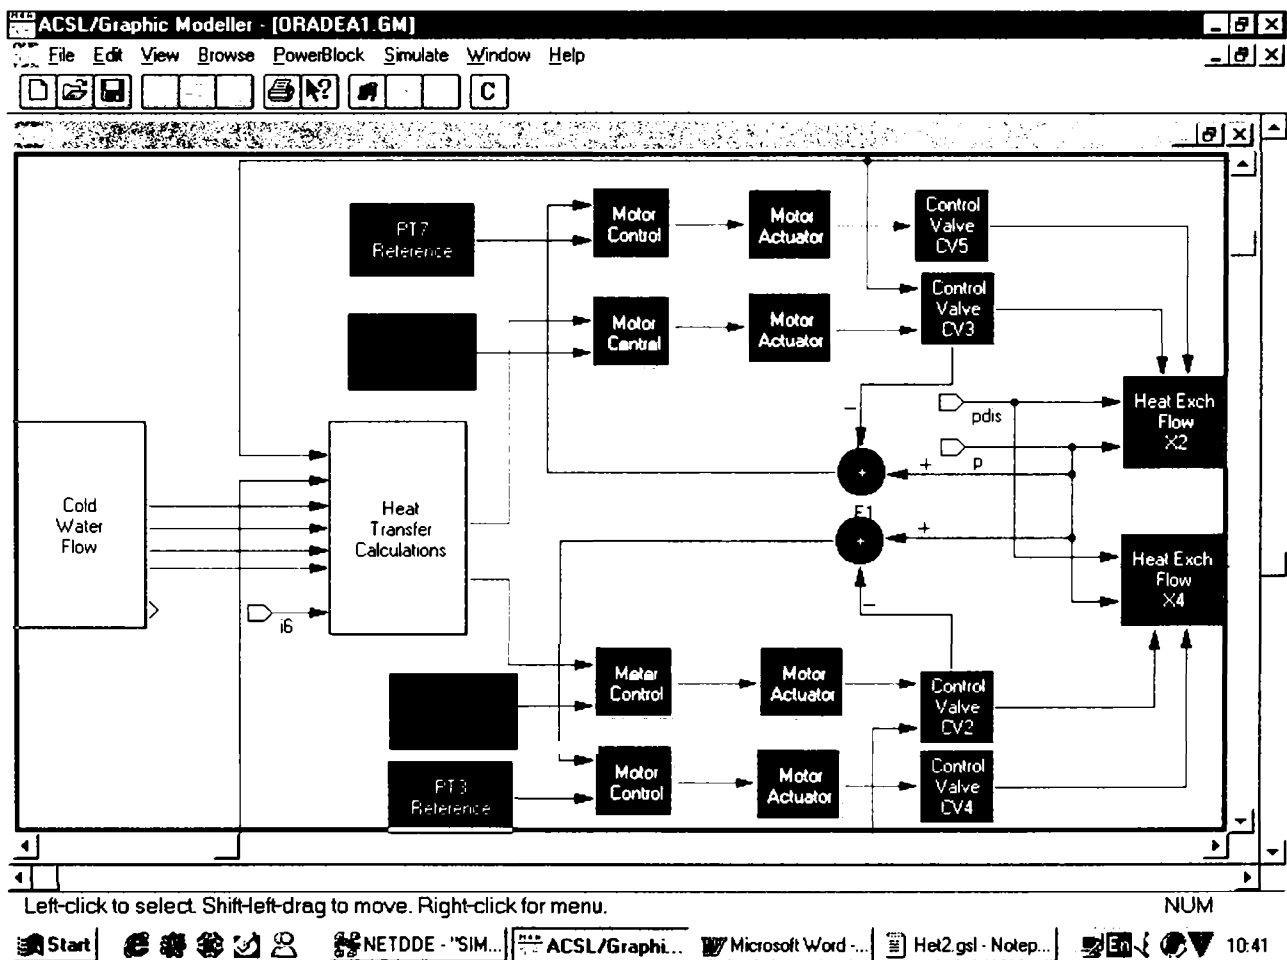 ACSL/Graphic Modeller - [ORADEA1.GM]
File Edit View Browse PowerBlock Simulate Window Help
C
PT7
Reference
Motor
Control
Motor
Actuator
Control
Valve
CV5
Motor
Control
Motor
Actuator
Control
Valve
CV3
−
pdis
Heat Exch
Flow
X2
+
p
+
Cold
Water
Flow
Heat
Transfer
Calculations
+
+
Heat Exch
Flow
X4
−
i6
Motor
Control
Motor
Actuator
Control
Valve
CV2
PT3
Reference
Motor
Control
Motor
Actuator
Control
Valve
CV4
Left-click to select. Shift-left-drag to move. Right-click for menu.
NUM
Start
NETDDE - "SIM...
ACSL/Graphi...
Microsoft Word -...
Het2.gsl - Notep...
En
10:41